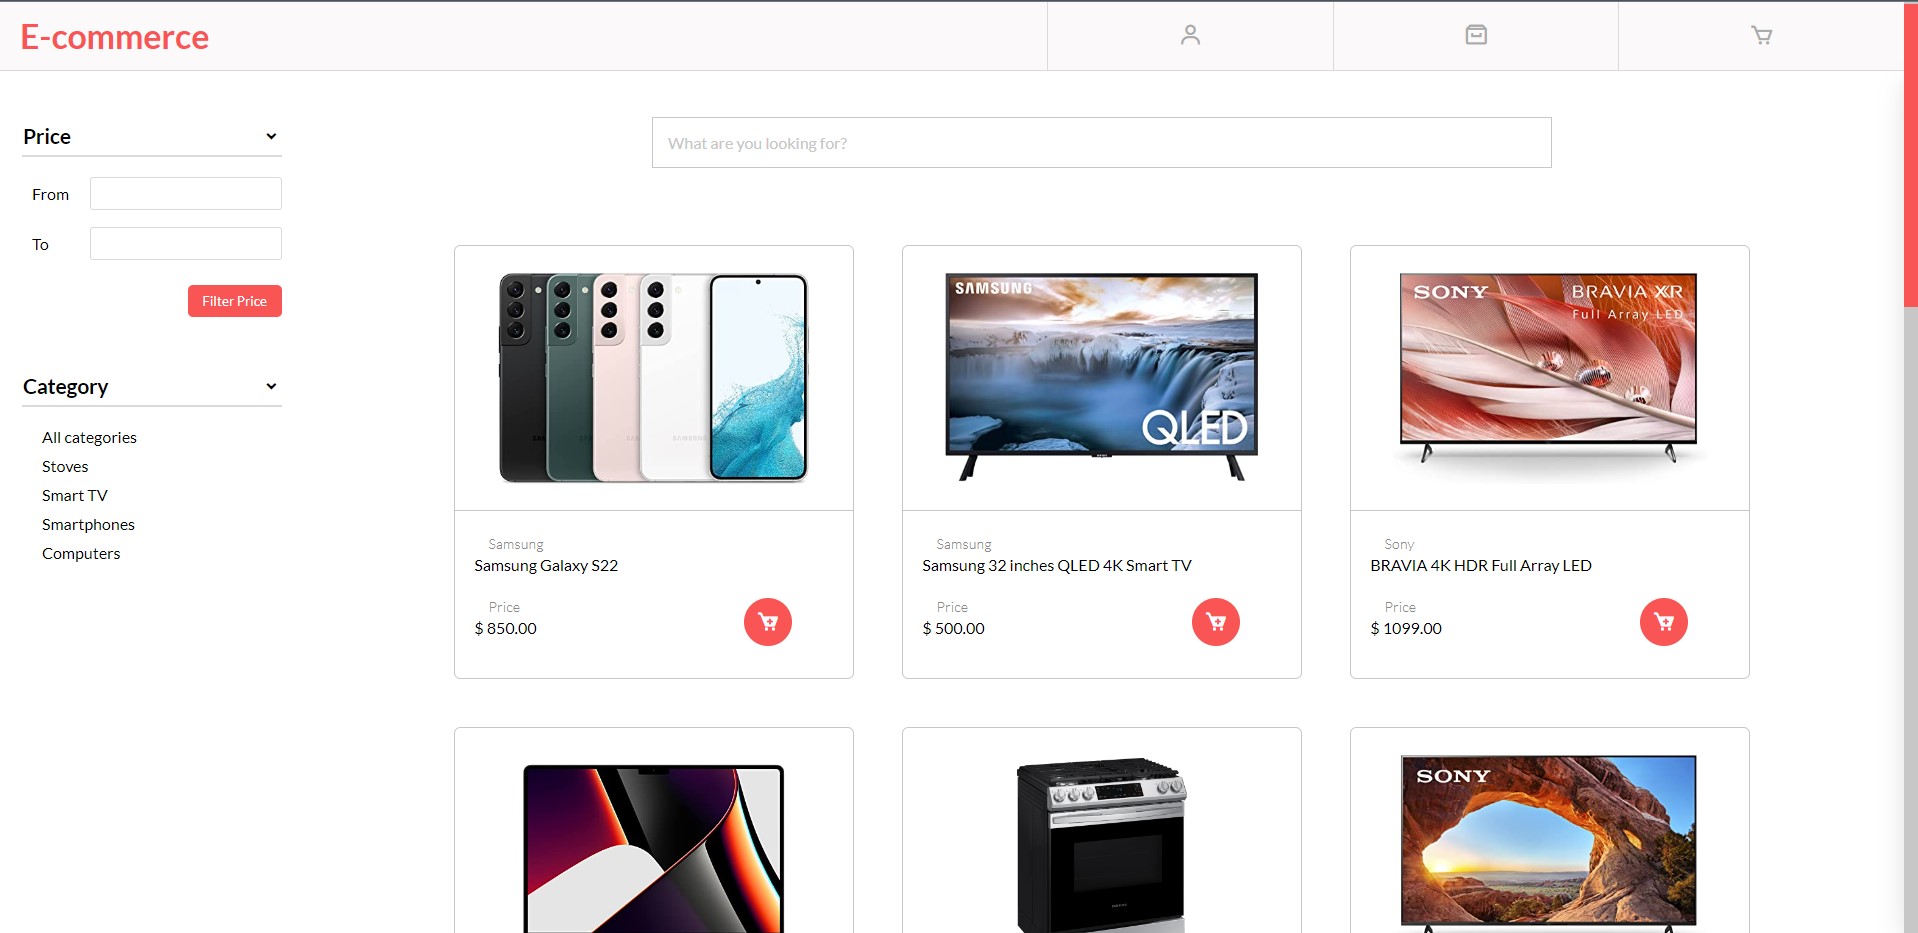 E-commerce
What are you looking for?
Price
From
To
Filter Price
Category
All categories
Stoves
Smart TV
Smartphones
Computers
Samsung
Samsung Galaxy S22
Price
$ 850.00
SAMSUNG
QLED
Samsung
Samsung 32 inches QLED 4K Smart TV
Price
$ 500.00
SONY
BRAVIA XR
Full Array LED
Sony
BRAVIA 4K HDR Full Array LED
Price
$ 1099.00
SONY